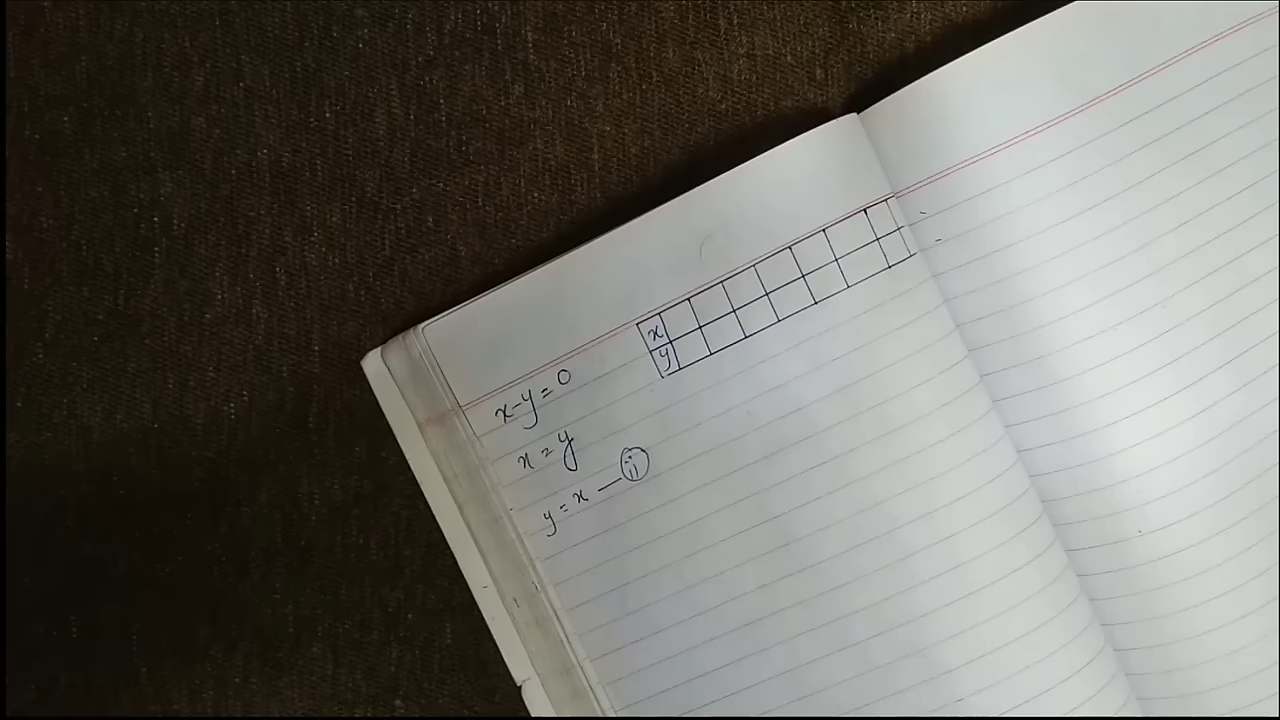 x
y
x-y=0
x=y
y=x —(ii)